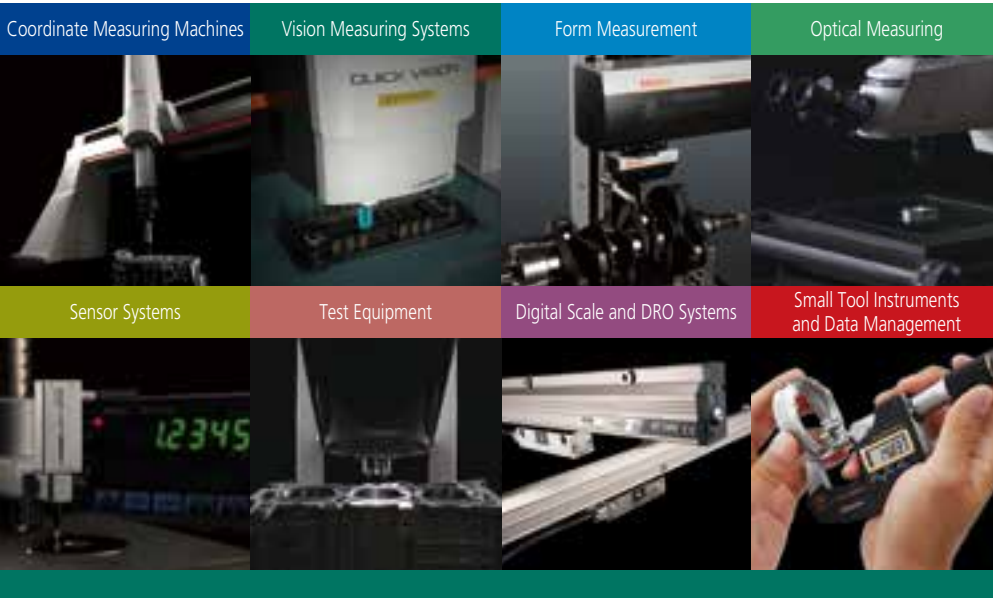 Coordinate Measuring Machines
Vision Measuring Systems
Form Measurement
Optical Measuring
QUICK VISION
Sensor Systems
Test Equipment
Digital Scale and DRO Systems
Small Tool Instruments
and Data Management
12345